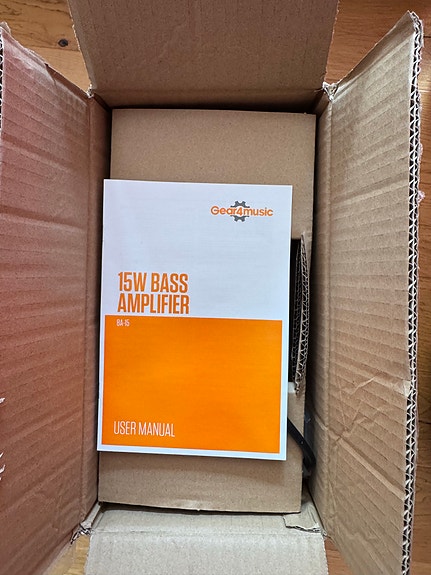 Gear4music
15W BASS
AMPLIFIER
BA-15
USER MANUAL